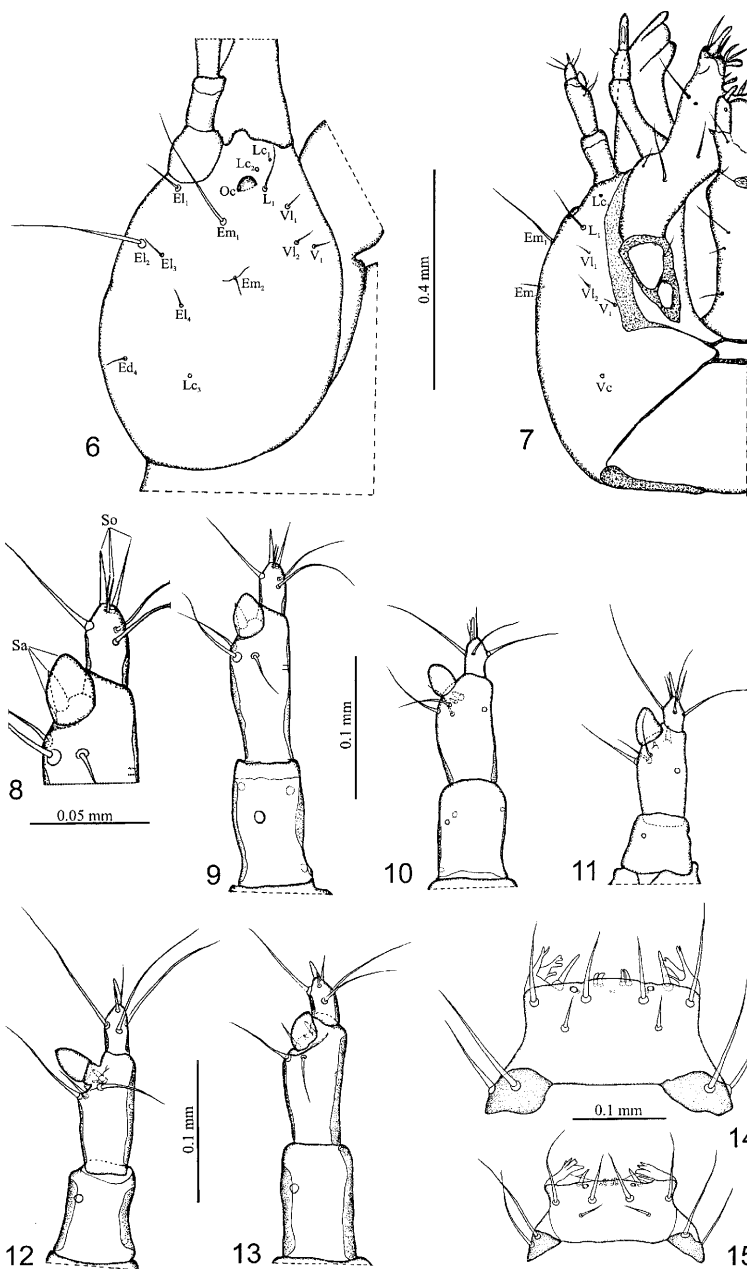 Lc₁
Lc₂
Oc
El₁
L₁
Vl₁
Em₁
El₂
El₃
Vl₂
V₁
Em₂
El₄
Ed₄
Lc₃
6
0.4 mm
Lc
L₁
Em₁
Vl₁
Em
Vl₂
V₁
Vc
7
So
Sa
8
0.05 mm
9
0.1 mm
10
11
12
0.1 mm
13
0.1 mm
14
15